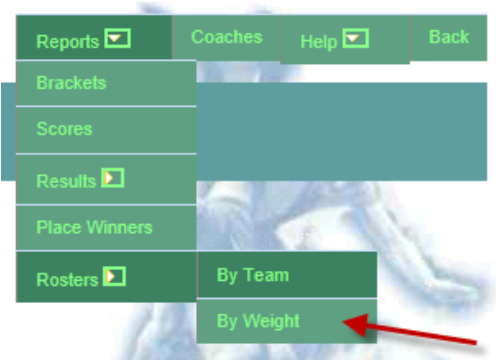 Reports Coaches Help Back
Brackets
Scores
Results
Place Winners
Rosters By Team
By Weight